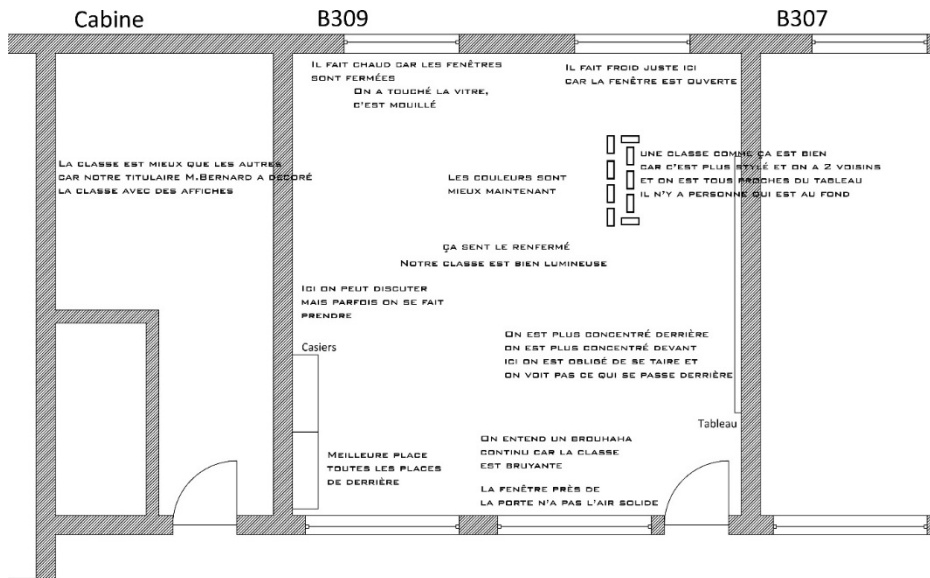 Cabine
B309
B307
IL FAIT CHAUD CAR LES FENÊTRES
SONT FERMÉES
ON A TOUCHÉ LA VITRE,
C'EST MOUILLÉ
IL FAIT FROID JUSTE ICI
CAR LA FENÊTRE EST OUVERTE
LA CLASSE EST MIEUX QUE LES AUTRES
CAR NOTRE TITULAIRE M.BERNARD A DÉCORÉ
LA CLASSE AVEC DES AFFICHES
LES COULEURS SONT
MIEUX MAINTENANT
UNE CLASSE COMME ÇA EST BIEN
CAR C'EST PLUS STYLÉ ET ON A 2 VOISINS
ET ON EST TOUS PROCHES DU TABLEAU
IL N'Y A PERSONNE QUI EST AU FOND
ÇA SENT LE RENFERMÉ
NOTRE CLASSE EST BIEN LUMINEUSE
ICI ON PEUT DISCUTER
MAIS PARFOIS ON SE FAIT
PRENDRE
Casiers
ON EST PLUS CONCENTRÉ DERRIÈRE
ON EST PLUS CONCENTRÉ DEVANT
ICI ON EST OBLIGÉ DE SE TAIRE ET
ON VOIT PAS CE QUI SE PASSE DERRIÈRE
Tableau
MEILLEURE PLACE
TOUTES LES PLACES
DE DERRIÈRE
ON ENTEND UN BROUHAHA
CONTINU CAR LA CLASSE
EST BRUYANTE
LA FENÊTRE PRÈS DE
LA PORTE N'A PAS L'AIR SOLIDE